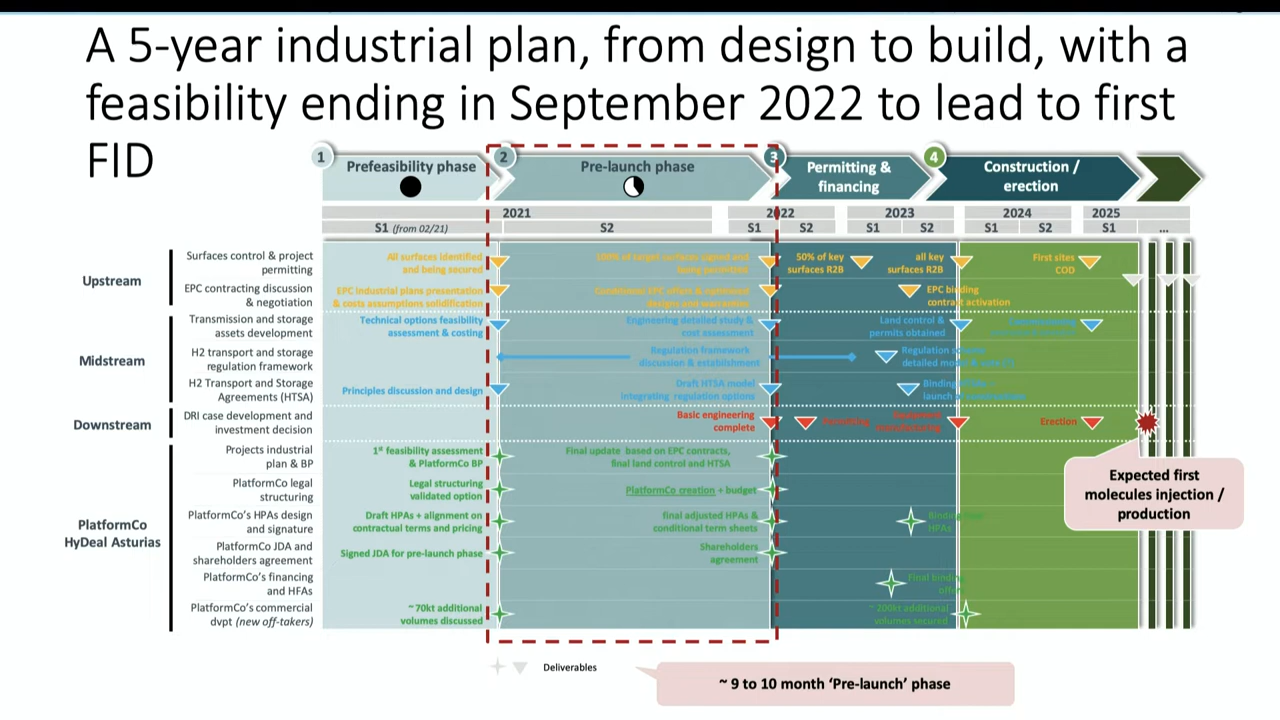 A 5-year industrial plan, from design to build, with a
feasibility ending in September 2022 to lead to first
FID
1
Prefeasibility phase
2
Pre-launch phase
3
Permitting &
financing
4
Construction /
erection
2021
2022
2023
2024
2025
S1 (from 02/21)
S2
S1
S2
S1
S2
S1
S2
S1
...
Upstream
Surfaces control & project
permitting
All surfaces identified
and being secured
100% of target surfaces signed and
being permitting
50% of key
surfaces R2B
all key
surfaces R2B
First sites
COD
EPC contracting discussion
& negotiation
EPC industrial plans presentation
& costs assumptions solidification
EPC binding
contract activation
Midstream
Transmission and storage
assets development
Technical options feasibility
assessment & costing
Engineering detailed study &
cost assessment
Land control &
permits obtained
H2 transport and storage
regulation framework
Regulation framework
discussion & establishment
Regulation
detailed
H2 Transport and Storage
Agreements (HTSA)
Principles discussion and design
Draft HTSA model
integrating regulation options
Binding
Downstream
DRI case development and
investment decision
Basic engineering
complete
Erection
Expected first
molecules injection /
production
PlatformCo
HyDeal Asturias
Projects industrial
plan & BP
1st feasibility assessment
& PlatformCo BP
Final update based on EPC contracts,
final land control and HTSA
PlatformCo legal
structuring
Legal structuring
validated option
PlatformCo creation + budget
PlatformCo's HPAs design
and signature
Draft HPAs + alignment on
contractual terms and pricing
final adjusted HPAs &
conditional term sheets
Binding
HPAs
PlatformCo JDA and
shareholders agreement
Signed JDA for pre-launch phase
Shareholders
agreement
PlatformCo's financing
and HFAs
Final binding
offer
PlatformCo's commercial
dvpt (new off-takers)
~70kt additional
volumes discussed
~ 200kt additional
volumes secured
Deliverables
~ 9 to 10 month 'Pre-launch' phase